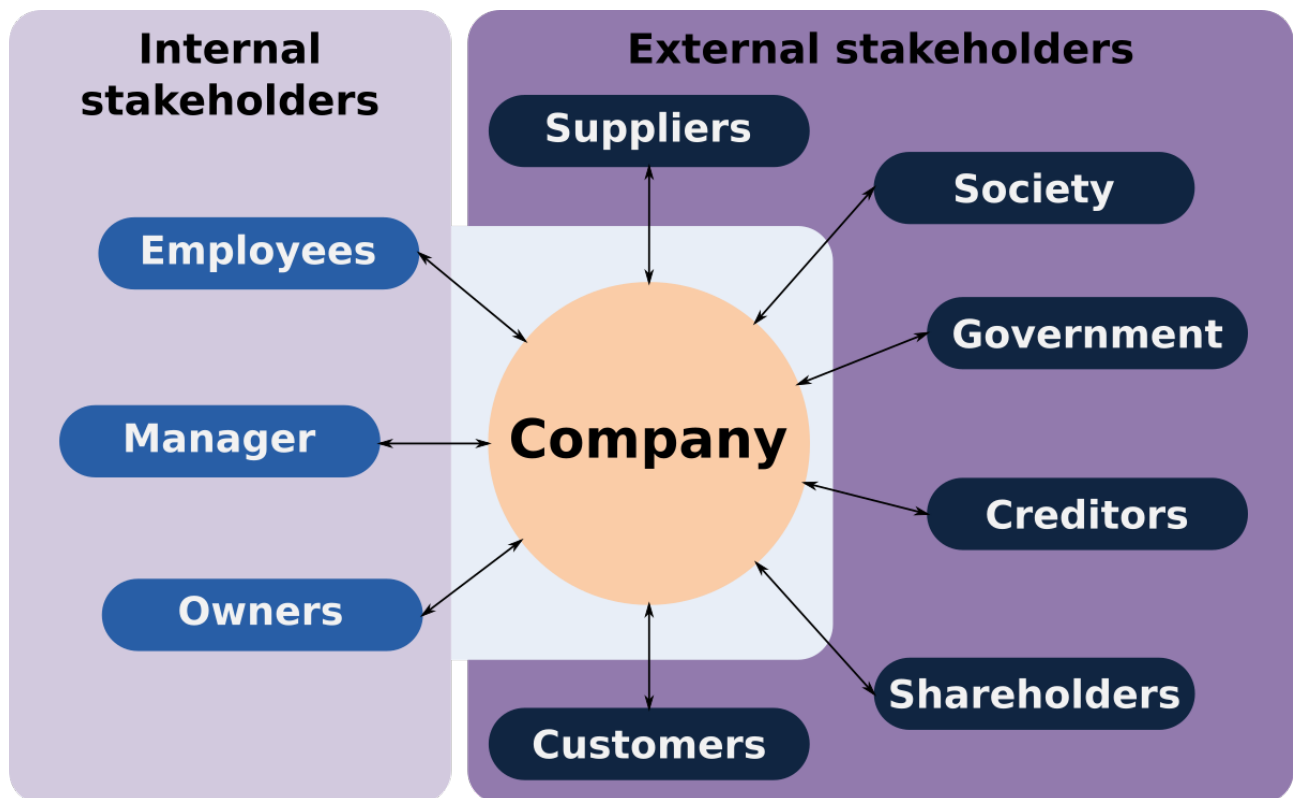 Internal
stakeholders
Employees
Manager
Owners
External stakeholders
Suppliers
Society
Government
Company
Creditors
Shareholders
Customers